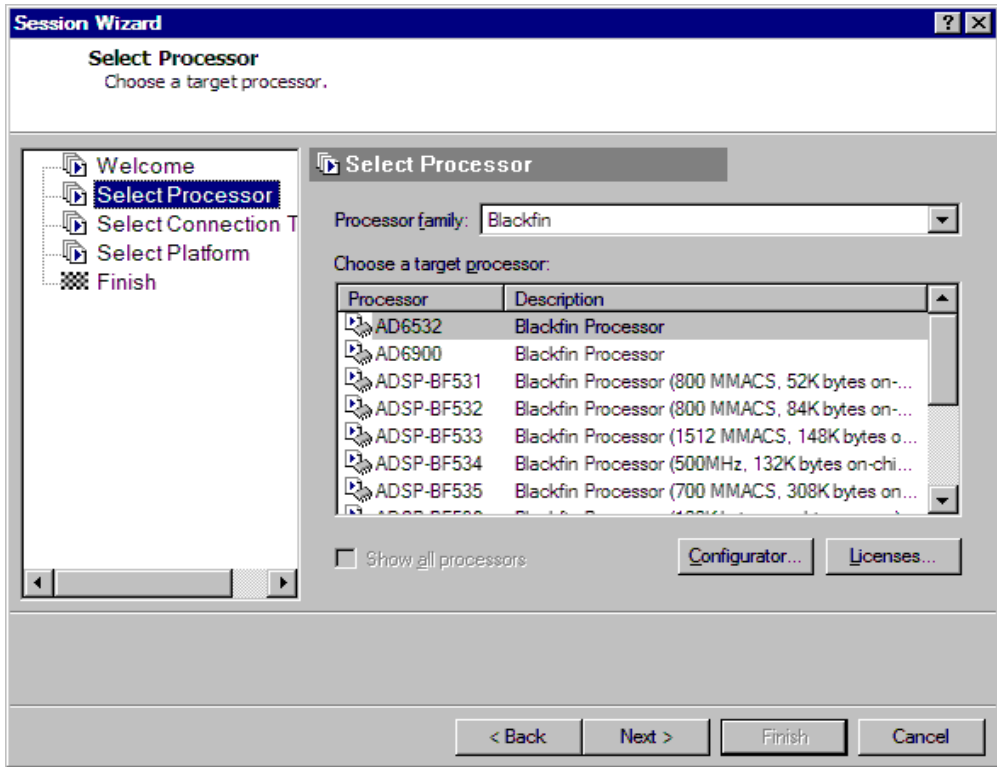 Session Wizard
Select Processor
Choose a target processor.
Welcome
Select Processor
Select Connection T
Select Platform
Finish
Select Processor
Processor family: Blackfin
Choose a target processor:
Processor Description
AD6532 Blackfin Processor
AD6900 Blackfin Processor
ADSP-BF531 Blackfin Processor (800 MMACS, 52K bytes on-...
ADSP-BF532 Blackfin Processor (800 MMACS, 84K bytes on-...
ADSP-BF533 Blackfin Processor (1512 MMACS, 148K bytes o...
ADSP-BF534 Blackfin Processor (500MHz, 132K bytes on-chi...
ADSP-BF535 Blackfin Processor (700 MMACS, 308K bytes on...
Show all processors
Configurator... Licenses...
< Back Next > Finish Cancel